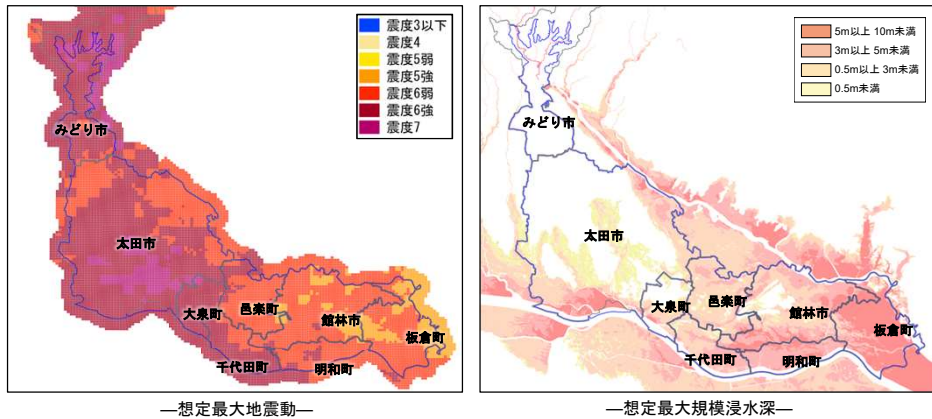 震度3以下
震度4
震度5弱
震度5強
震度6弱
震度6強
震度7
みどり市
太田市
大泉町
邑楽町
館林市
板倉町
千代田町
明和町
―想定最大地震動―
5m以上 10m未満
3m以上 5m未満
0.5m以上 3m未満
0.5m未満
みどり市
太田市
大泉町
邑楽町
館林市
板倉町
千代田町
明和町
―想定最大規模浸水深―